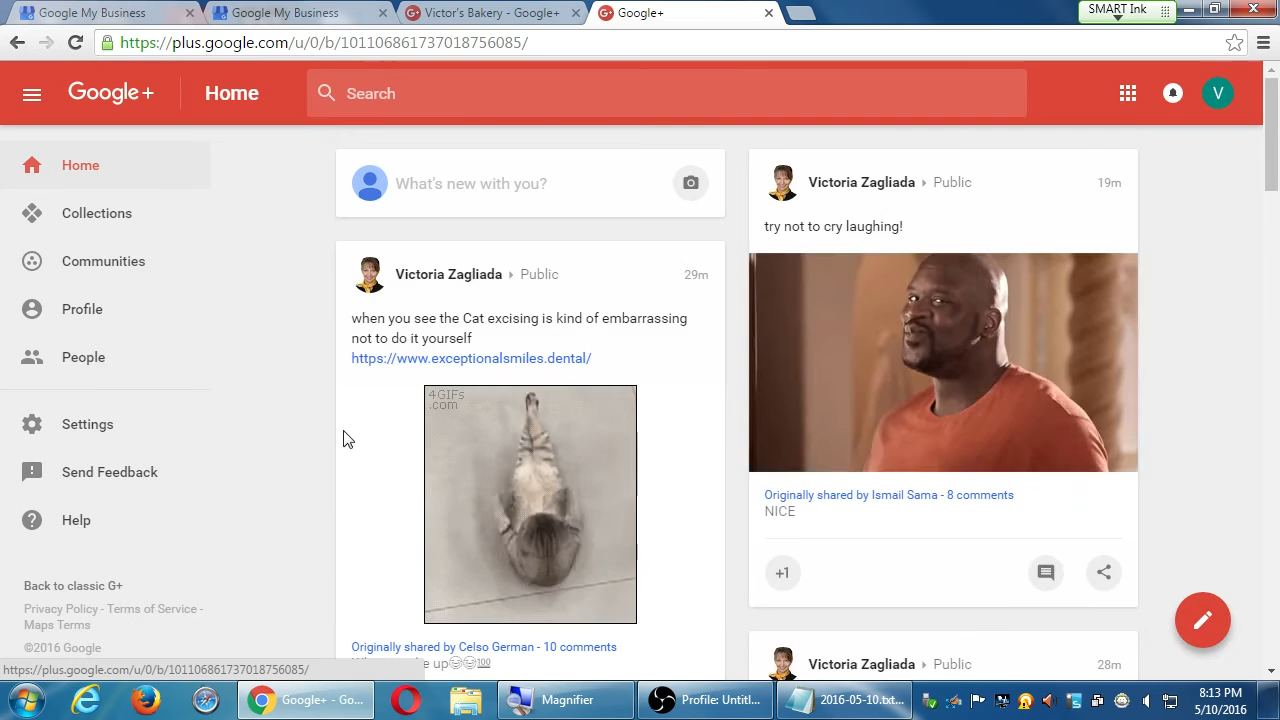 Google My Business
Google My Business
Victor's Bakery - Google+
Google+
SMART Ink
https://plus.google.com/u/0/b/101106861737018756085/
Google+
Home
Search
V
Home
Collections
Communities
Profile
People
Settings
Send Feedback
Help
Back to classic G+
Privacy Policy - Terms of Service -
Maps Terms
©2016 Google
What's new with you?
Victoria Zagliada
Public
29m
when you see the Cat excising is kind of embarrassing
not to do it yourself
https://www.exceptionalsmiles.dental/
4GIFs
.com
Originally shared by Celso German - 10 comments
Victoria Zagliada
Public
19m
try not to cry laughing!
Originally shared by Ismail Sama - 8 comments
NICE
+1
Victoria Zagliada
Public
28m
https://plus.google.com/u/0/b/101106861737018756085/
Google+ - Go...
Magnifier
Profile: Untitl...
2016-05-10.txt...
8:13 PM
5/10/2016